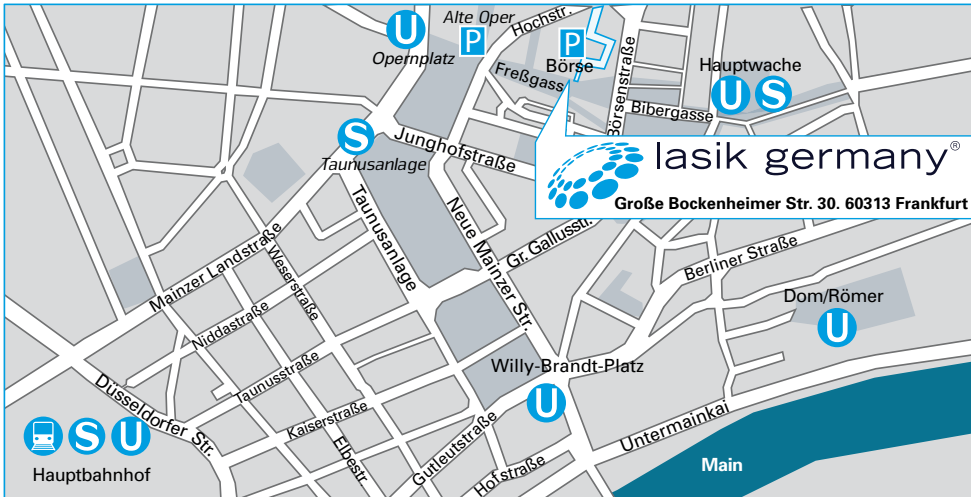 Alte Oper
Hochstr.
U
P
P
Opernplatz
Börse
Börsenstraße
Hauptwache
Freßgass
U S
Bibergasse
S
Junghofstraße
Taunusanlage
lasik germany®
Große Bockenheimer Str. 30. 60313 Frankfurt
Taunusanlage
Neue Mainzer Str.
Gr. Gallusstr.
Mainzer Landstraße
Weserstraße
Berliner Straße
Niddastraße
Dom/Römer
U
Taunusstraße
Willy-Brandt-Platz
U
Düsseldorfer Str.
Kaiserstraße
Elbestr.
Gutleutstraße
Hofstraße
Untermainkai
S U
Hauptbahnhof
Main